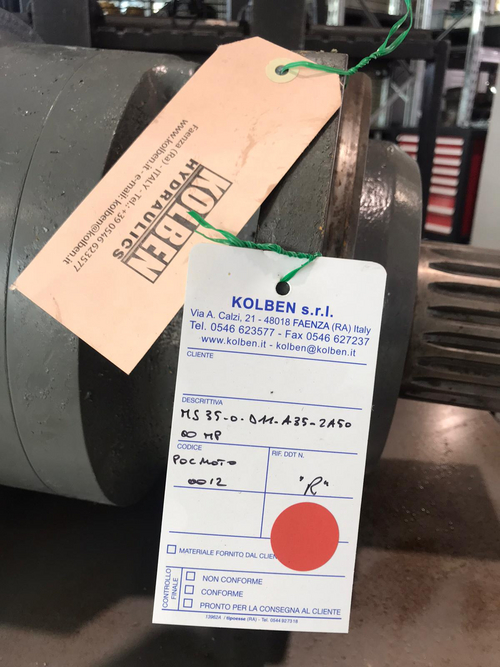 KOLBEN
HYDRAULICS
Faenza (Ra) - ITALY - Tel.: +39 0546 623577
www.kolben.it - e-mail: kolben@kolben.it
KOLBEN s.r.l.
Via A. Calzi, 21 - 48018 FAENZA (RA) Italy
Tel. 0546 623577 - Fax 0546 627237
www.kolben.it - kolben@kolben.it
CLIENTE
DESCRITTIVA
MS 35-0-D11-A35-2A50
00 MP
CODICE
RIF. DDT N.
POCMOTO
0012
"R"
MATERIALE FORNITO DAL CLIEN
CONTROLLO
FINALE
NON CONFORME
CONFORME
PRONTO PER LA CONSEGNA AL CLIENTE